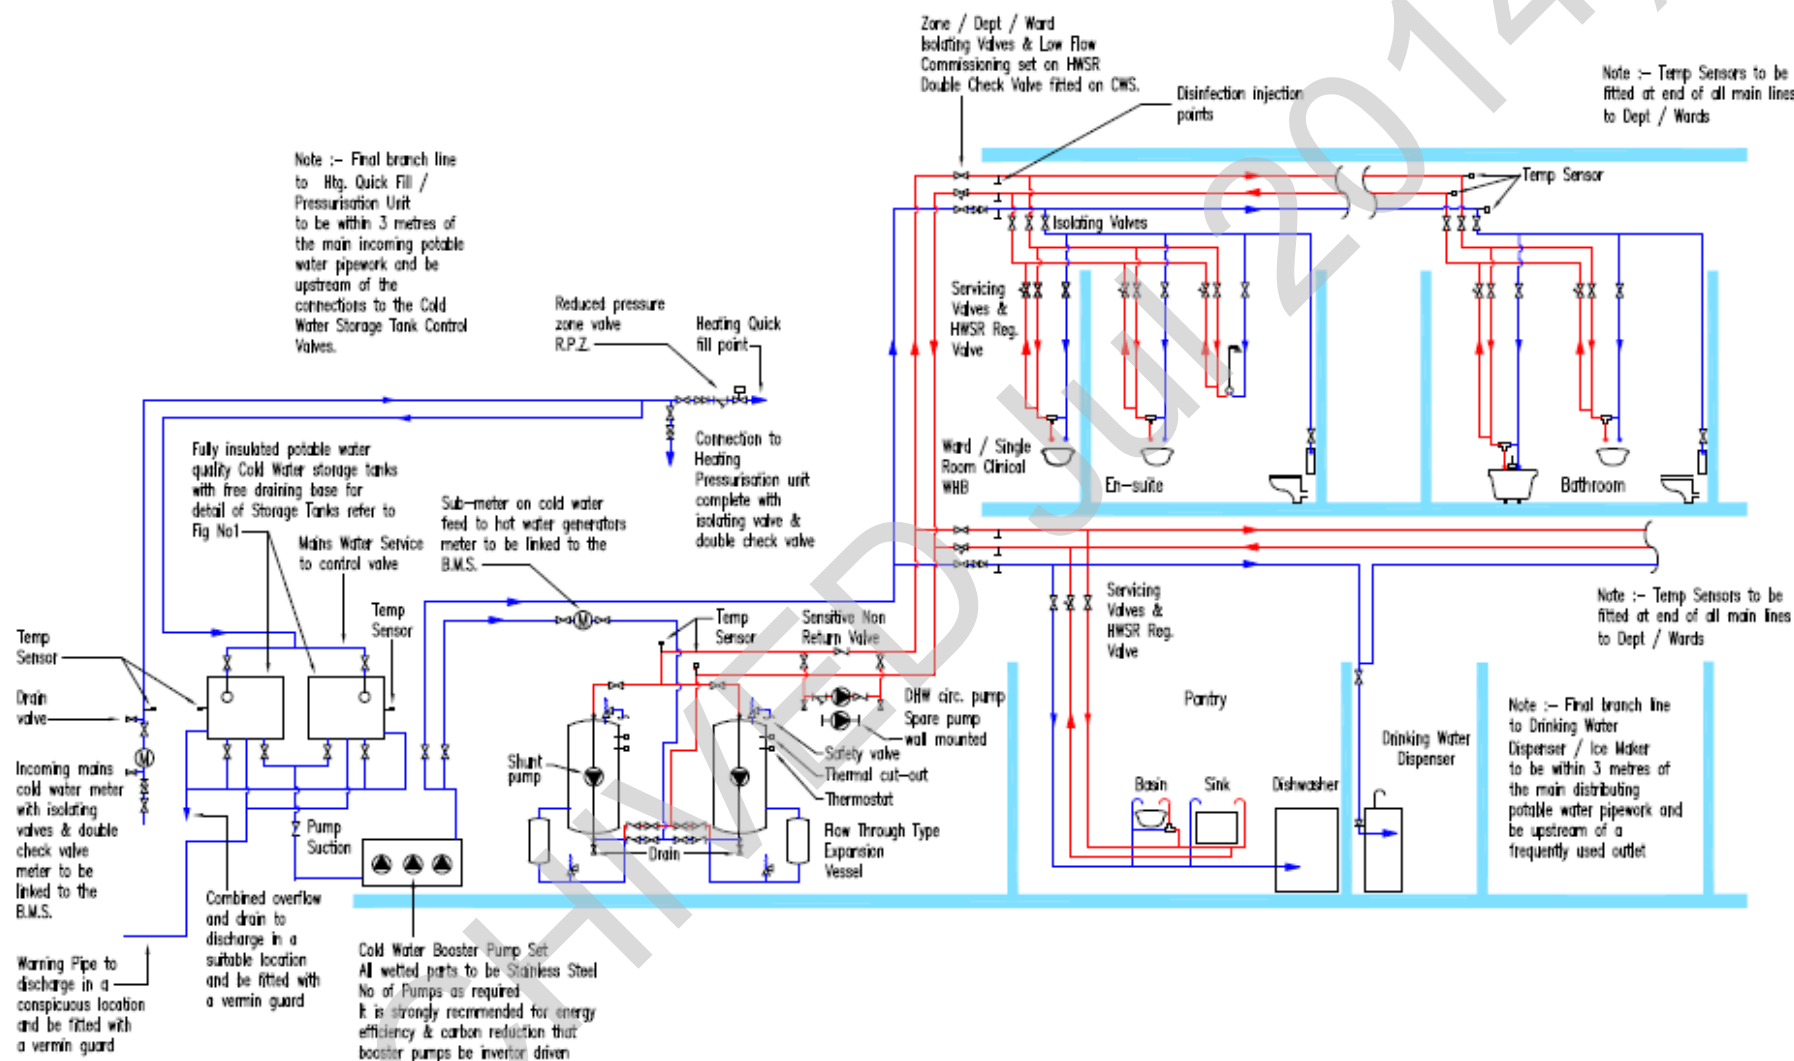 Zone / Dept / Ward
Isolating Valves & Low Flow
Commissioning set on HWSR
Double Check Valve fitted on CWS.
Disinfection injection
points
Note :- Temp Sensors to be
fitted at end of all main lines
to Dept / Wards
Note :- Final branch line
to Htg. Quick Fill /
Pressurisation Unit
to be within 3 metres of
the main incoming potable
water pipework and be
upstream of the
connections to the Cold
Water Storage Tank Control
Valves.
Temp Sensor
Isolating Valves
Servicing
Valves &
HWSR Reg.
Valve
Reduced pressure
zone valve
R.P.Z.
Heating Quick
fill point
Connection to
Heating
Pressurisation unit
complete with
isolating valve &
double check valve
Ward / Single
Room Clinical
WHB
En-suite
Bathroom
Fully insulated potable water
quality Cold Water storage tanks
with free draining base for
detail of Storage Tanks refer to
Fig No1
Mains Water Service
to control valve
Sub-meter on cold water
feed to hot water generators
meter to be linked to the
B.M.S.
Temp
Sensor
Temp
Sensor
Drain
valve
Temp
Sensor
Sensitive Non
Return Valve
Servicing
Valves &
HWSR Reg.
Valve
Note :- Temp Sensors to be
fitted at end of all main lines
to Dept / Wards
DHW circ. pump
Spare pump
wall mounted
Safety valve
Thermal cut-out
Thermostat
Flow Through Type
Expansion
Vessel
Shunt
pump
Drain
Pantry
Basin
Sink
Dishwasher
Drinking Water
Dispenser
Note :- Final branch line
to Drinking Water
Dispenser / Ice Maker
to be within 3 metres of
the main distributing
potable water pipework and
be upstream of a
frequently used outlet
Incoming mains
cold water meter
with isolating
valves & double
check valve
meter to be
linked to the
B.M.S.
M
M
Pump
Suction
Combined overflow
and drain to
discharge in a
suitable location
and be fitted with
a vermin guard
Warning Pipe to
discharge in a
conspicuous location
and be fitted with
a vermin guard
Cold Water Booster Pump Set
All wetted parts to be Stainless Steel
No of Pumps as required
It is strongly recmmended for energy
efficiency & carbon reduction that
booster pumps be invertor driven
CHIVED Jul 2014